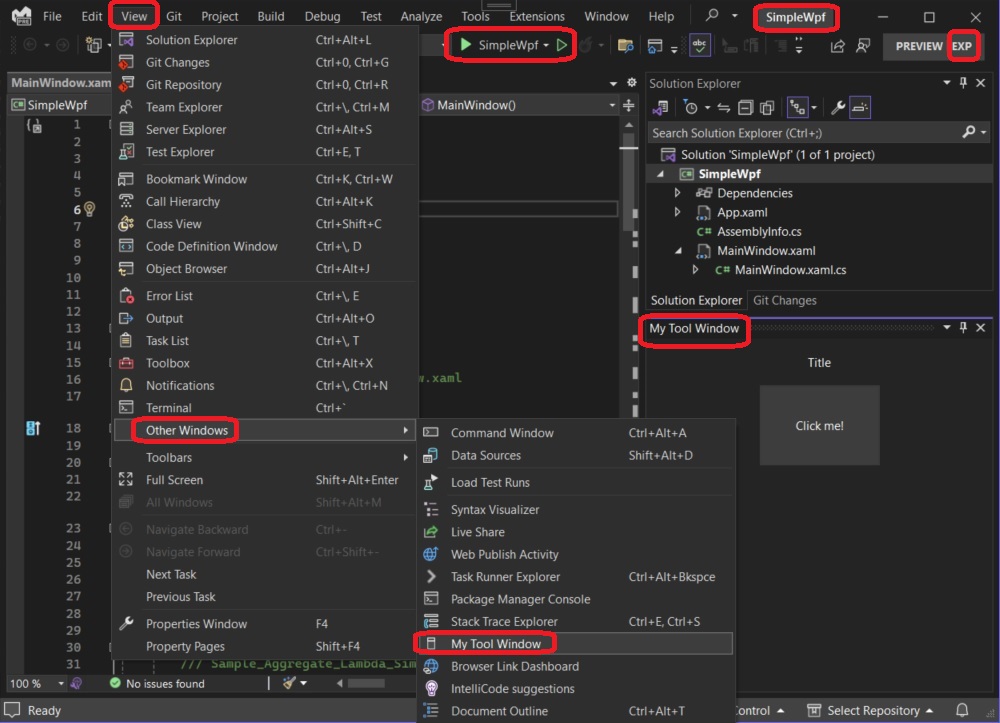 File Edit View Git Project Build Debug Test Analyze Tools Extensions Window Help SimpleWpf
SimpleWpf PREVIEW EXP
MainWindow.xam
SimpleWpf
MainWindow()
1
2
3
4
5
6
7
8
9
10
11
12
13
14
15
16
17
18
19
20
21
22
23
24
25
26
27
28
29
30
31
w.xaml
/// Sample_Aggregate_Lambda_Sim
Solution Explorer Ctrl+Alt+L
Git Changes Ctrl+0, Ctrl+G
Git Repository Ctrl+0, Ctrl+R
Team Explorer Ctrl+\, Ctrl+M
Server Explorer Ctrl+Alt+S
Test Explorer Ctrl+E, T
Bookmark Window Ctrl+K, Ctrl+W
Call Hierarchy Ctrl+Alt+K
Class View Ctrl+Shift+C
Code Definition Window Ctrl+\, D
Object Browser Ctrl+Alt+J
Error List Ctrl+\, E
Output Ctrl+Alt+O
Task List Ctrl+\, T
Toolbox Ctrl+Alt+X
Notifications Ctrl+\, Ctrl+N
Terminal Ctrl+`
Other Windows
Toolbars
Full Screen Shift+Alt+Enter
All Windows Shift+Alt+M
Navigate Backward Ctrl+-
Navigate Forward Ctrl+Shift+-
Next Task
Previous Task
Properties Window F4
Property Pages Shift+F4
Command Window Ctrl+Alt+A
Data Sources Shift+Alt+D
Load Test Runs
Syntax Visualizer
Live Share
Web Publish Activity
Task Runner Explorer Ctrl+Alt+Bkspce
Package Manager Console
Stack Trace Explorer Ctrl+E, Ctrl+S
My Tool Window
Browser Link Dashboard
IntelliCode suggestions
Document Outline Ctrl+Alt+T
Solution Explorer
Search Solution Explorer (Ctrl+;)
Solution 'SimpleWpf' (1 of 1 project)
SimpleWpf
Dependencies
App.xaml
C# AssemblyInfo.cs
MainWindow.xaml
C# MainWindow.xaml.cs
Solution Explorer Git Changes
My Tool Window
Title
Click me!
100 % No issues found
Ready ontrol Select Repository